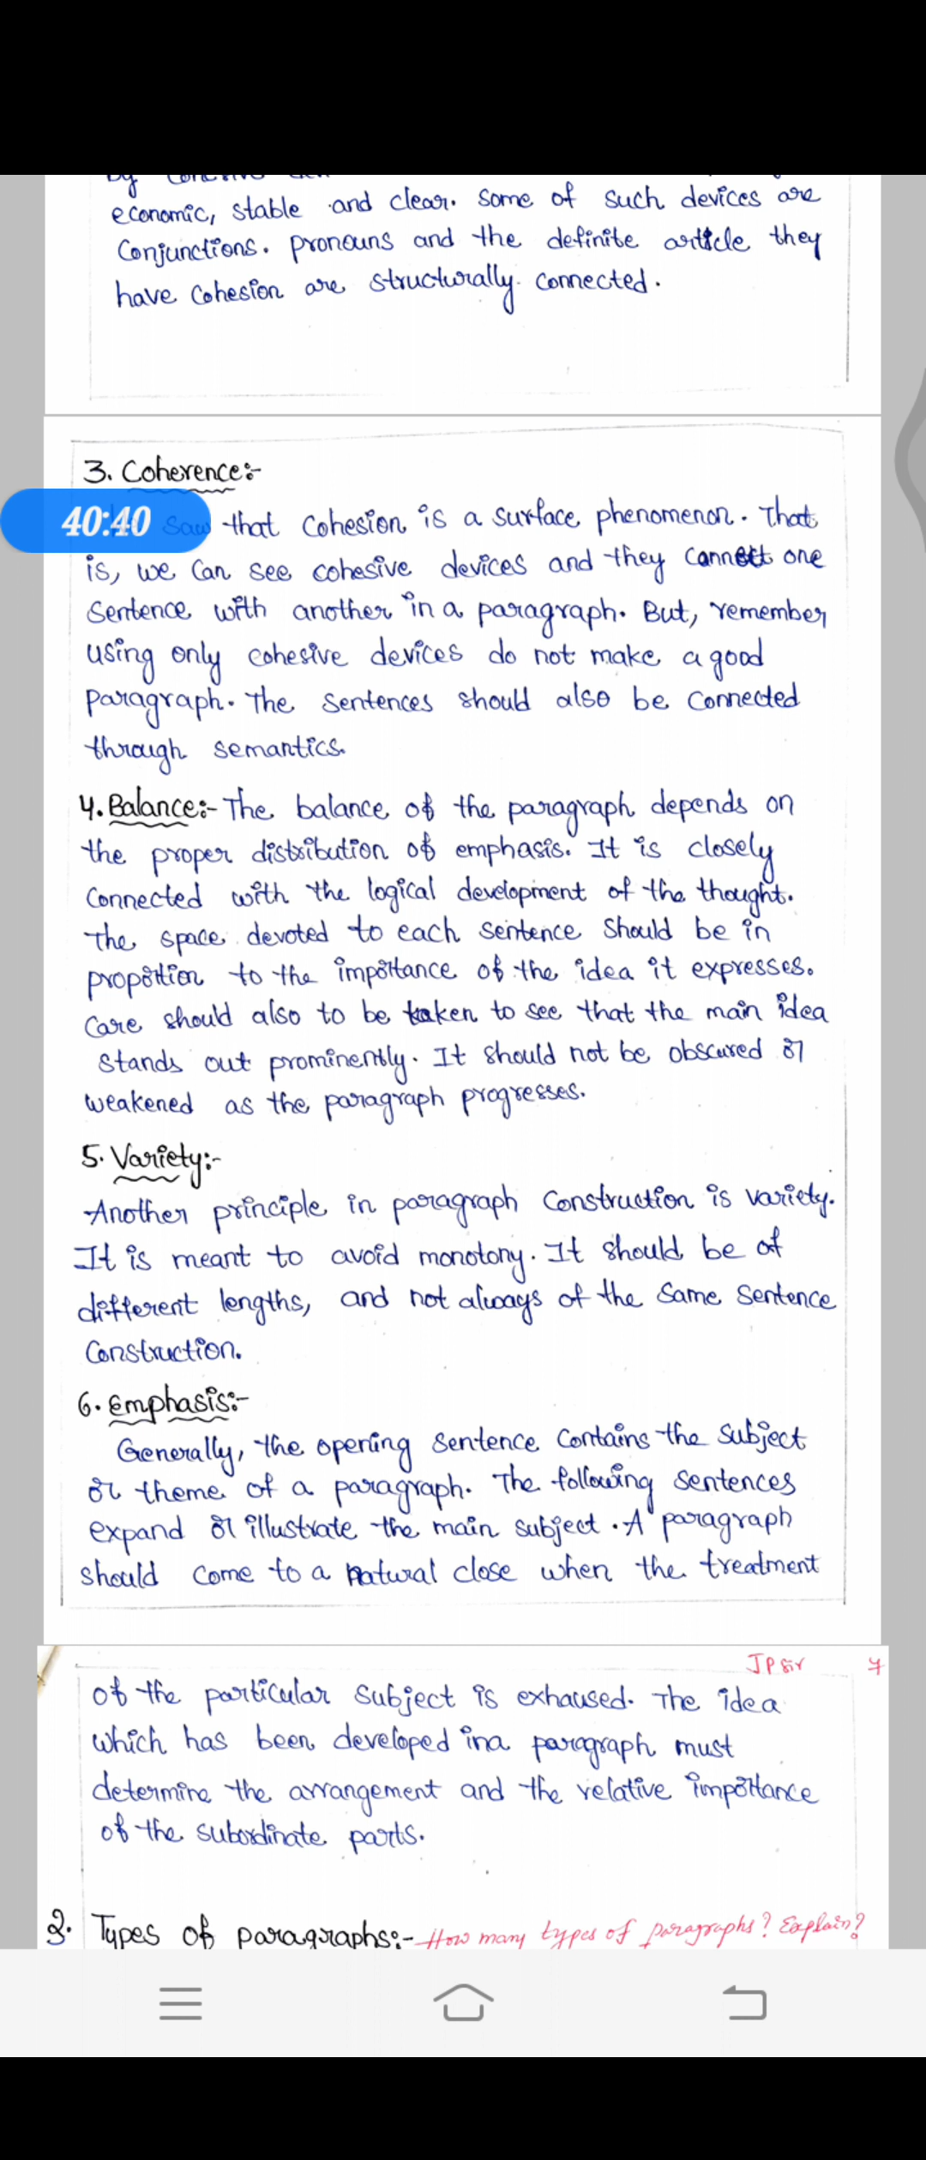 economic, stable and clear. Some of such devices are
Conjunctions. pronouns and the definite article they
have cohesion are structurally connected.
3. Coherence:-
40:40 saw that cohesion is a surface phenomenon. That
is, we can see cohesive devices and they connect one
sentence with another in a paragraph. But, remember
using only cohesive devices do not make a good
paragraph. The sentences should also be connected
through semantics.
4. Balance:- The balance of the paragraph depends on
the proper distribution of emphasis. It is closely
connected with the logical development of the thought.
The space devoted to each sentence should be in
proportion to the importance of the idea it expresses.
Care should also to be taken to see that the main idea
stands out prominently. It should not be obscured or
weakened as the paragraph progresses.
5. Variety:-
Another principle in paragraph construction is variety.
It is meant to avoid monotony. It should be of
different lengths, and not always of the same sentence
construction.
6. Emphasis:-
Generally, the opening sentence contains the subject
or theme of a paragraph. The following sentences
expand or illustrate the main subject. A paragraph
should come to a natural close when the treatment
JP Sir 7
of the particular subject is exhaused. The idea
which has been developed ina paragraph must
determine the arrangement and the relative importance
of the subordinate parts.
2. Types of paragraphs:- How many types of paragraphs? Explain?